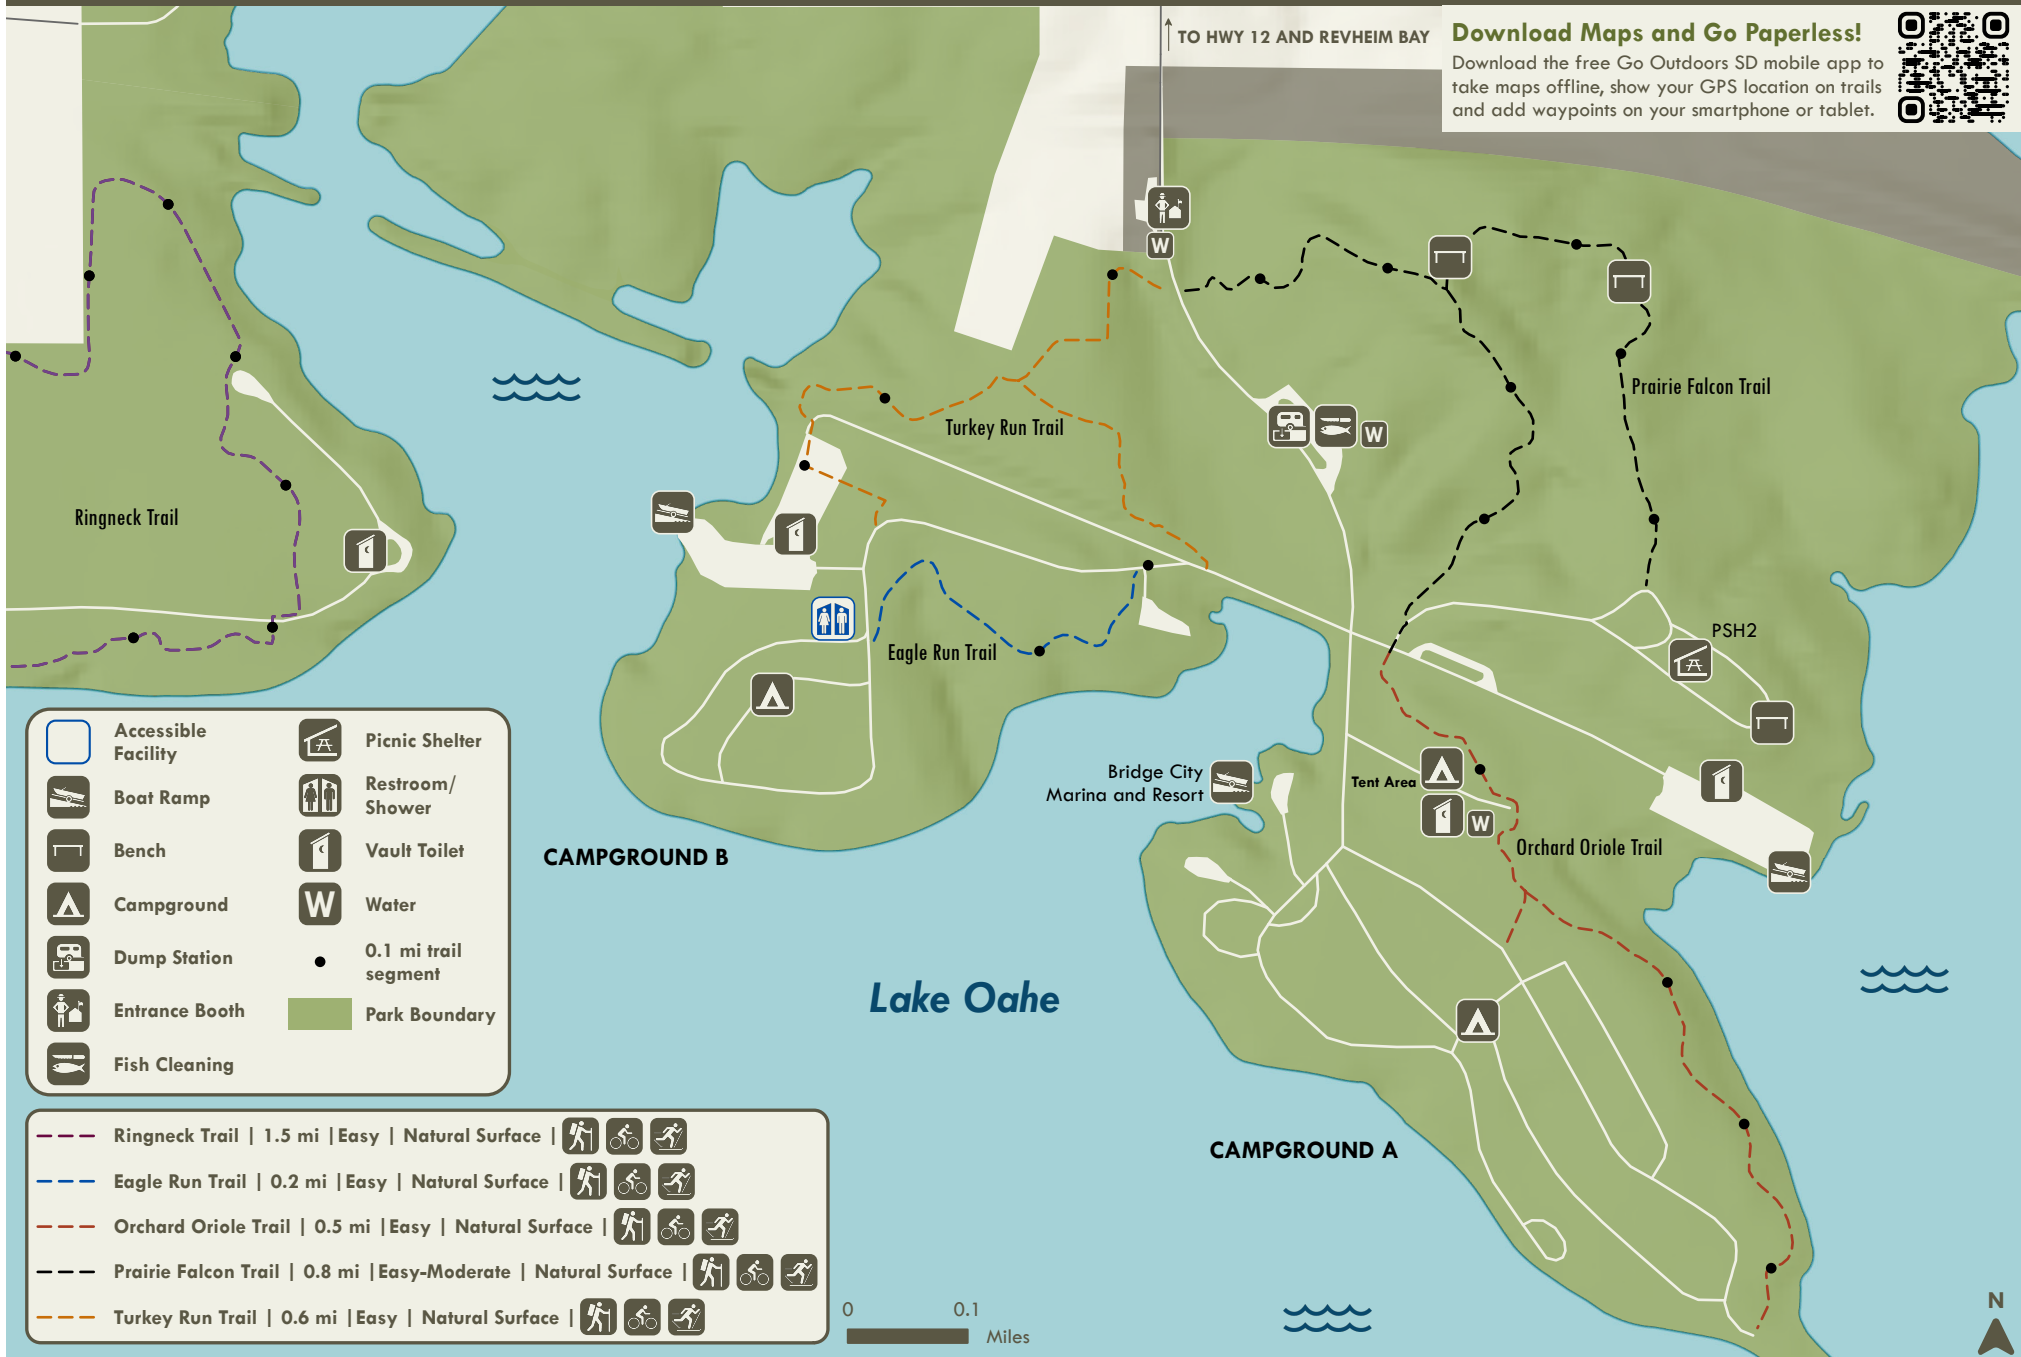 TO HWY 12 AND REVHEIM BAY
Download Maps and Go Paperless!
Download the free Go Outdoors SD mobile app to
take maps offline, show your GPS location on trails
and add waypoints on your smartphone or tablet.
W
Prairie Falcon Trail
Turkey Run Trail
W
Ringneck Trail
PSH2
Eagle Run Trail
Bridge City
Marina and Resort
Tent Area
W
Orchard Oriole Trail
CAMPGROUND B
Lake Oahe
CAMPGROUND A
Accessible
Facility
Boat Ramp
Bench
Campground
Dump Station
Entrance Booth
Fish Cleaning
Picnic Shelter
Restroom/
Shower
Vault Toilet
W Water
0.1 mi trail
segment
Park Boundary
Ringneck Trail | 1.5 mi |Easy | Natural Surface |
Eagle Run Trail | 0.2 mi |Easy | Natural Surface |
Orchard Oriole Trail | 0.5 mi |Easy | Natural Surface |
Prairie Falcon Trail | 0.8 mi |Easy-Moderate | Natural Surface |
Turkey Run Trail | 0.6 mi |Easy | Natural Surface |
0 0.1
Miles
N